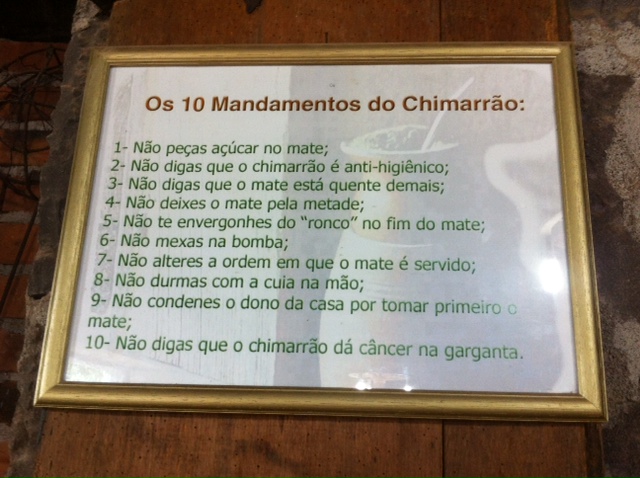 Os 10 Mandamentos do Chimarrão:
1- Não peças açúcar no mate;
2- Não digas que o chimarrão é anti-higiênico;
3- Não digas que o mate está quente demais;
4- Não deixes o mate pela metade;
5- Não te envergonhes do “ronco” no fim do mate;
6- Não mexas na bomba;
7- Não alteres a ordem em que o mate é servido;
8- Não durmas com a cuia na mão;
9- Não condenes o dono da casa por tomar primeiro o
mate;
10- Não digas que o chimarrão dá câncer na garganta.